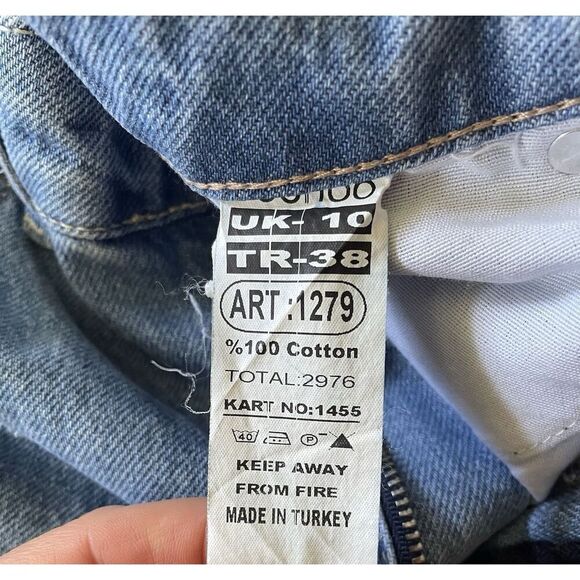 UK- 10
TR-38
ART :1279
%100 Cotton
TOTAL:2976
KART NO:1455
40 P
KEEP AWAY
FROM FIRE
MADE IN TURKEY